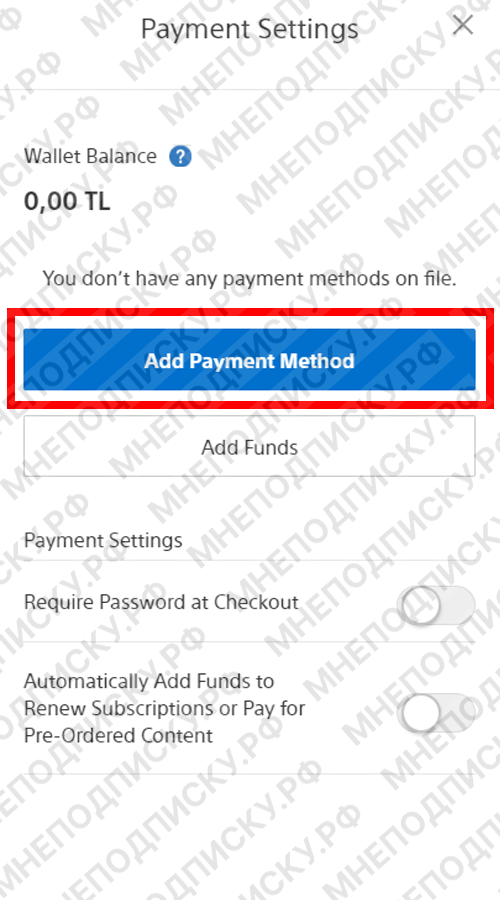 Payment Settings
Wallet Balance ?
0,00 TL
You don't have any payment methods on file.
Add Payment Method
Add Funds
Payment Settings
Require Password at Checkout
Automatically Add Funds to
Renew Subscriptions or Pay for
Pre-Ordered Content
МНЕПОДПИСКУ.РФ